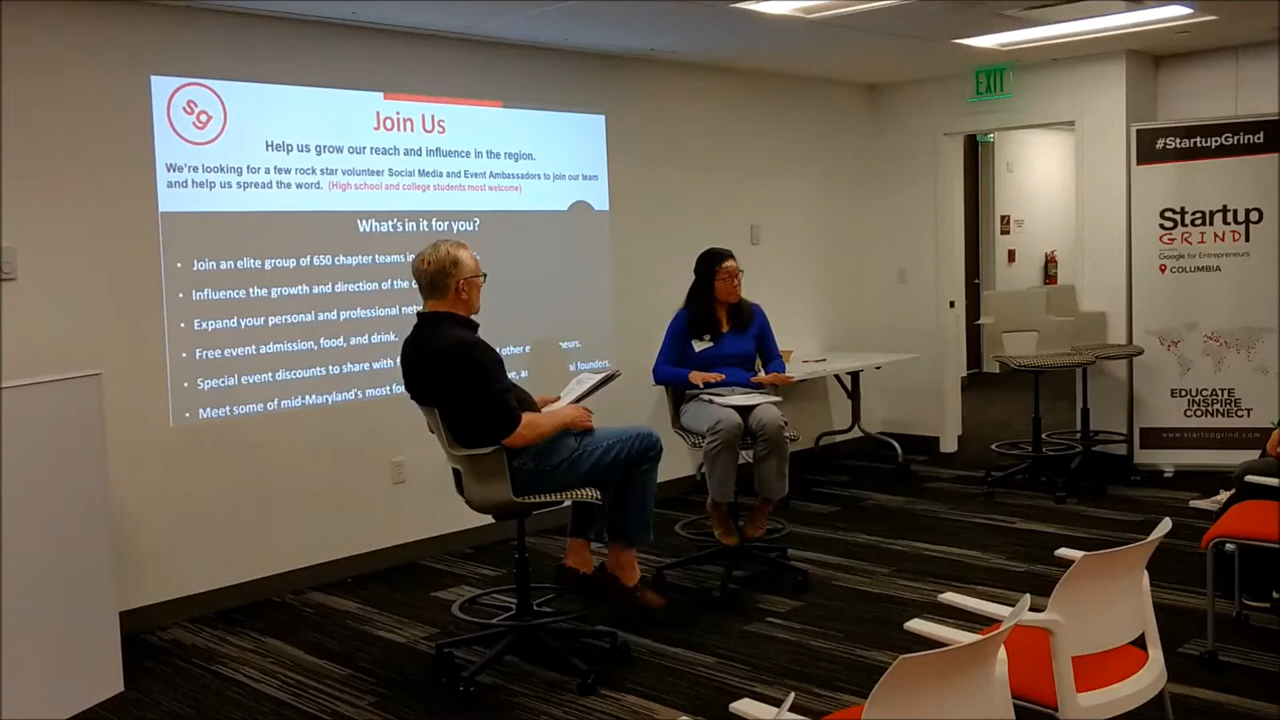 sg
Join Us
Help us grow our reach and influence in the region.
We're looking for a few rock star volunteer Social Media and Event Ambassadors to join our team
and help us spread the word. (High school and college students most welcome)
What's in it for you?
• Join an elite group of 650 chapter teams in
• Influence the growth and direction of the
• Expand your personal and professional
• Free event admission, food, and drink.
• Special event discounts to share with other
• Meet some of mid-Maryland's most founders.
EXIT
#StartupGrind
Startup
GRIND
Google for Entrepreneurs
COLUMBIA
EDUCATE
INSPIRE
CONNECT
www.startupgrind.com